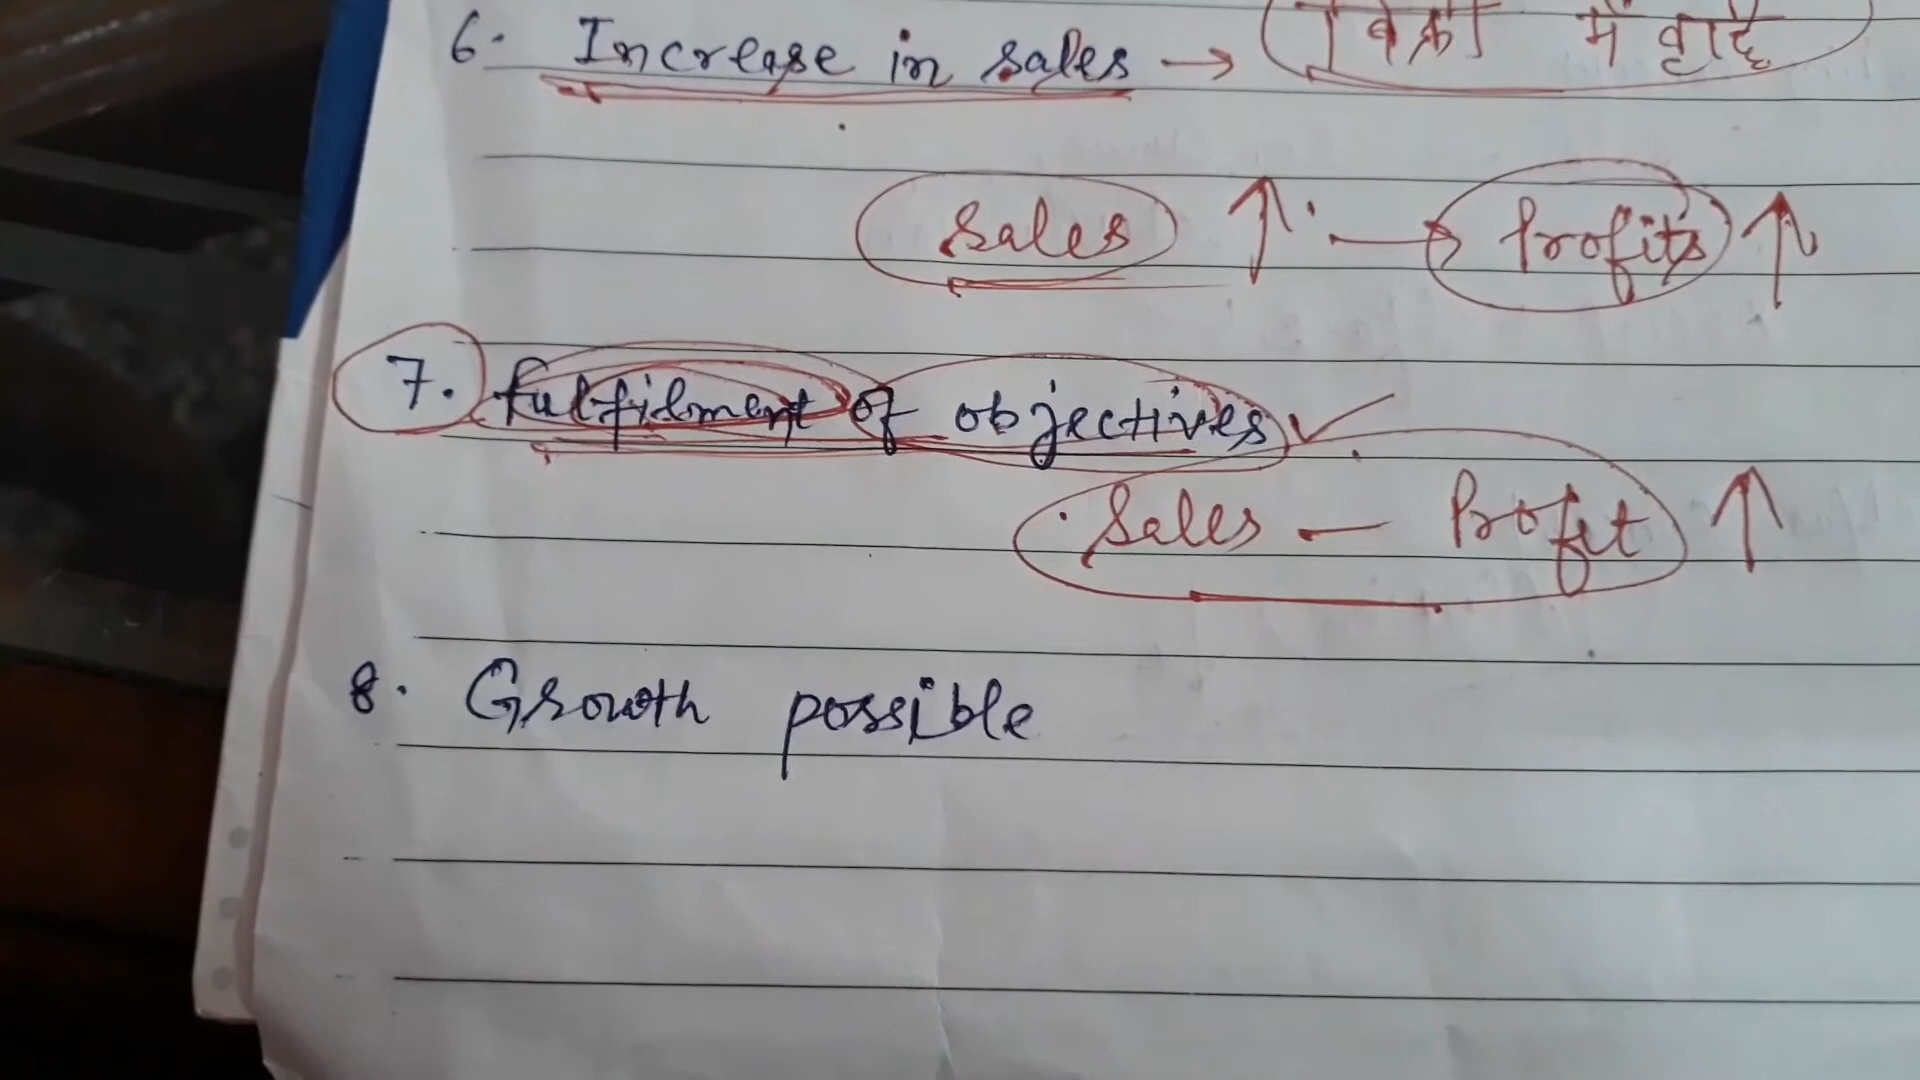 6. Increase in sales → बिक्री में वृद्धि
Sales ↑ → Profits ↑
7. fulfilment of objectives ✓
Sales — Profit ↑
8. Growth possible